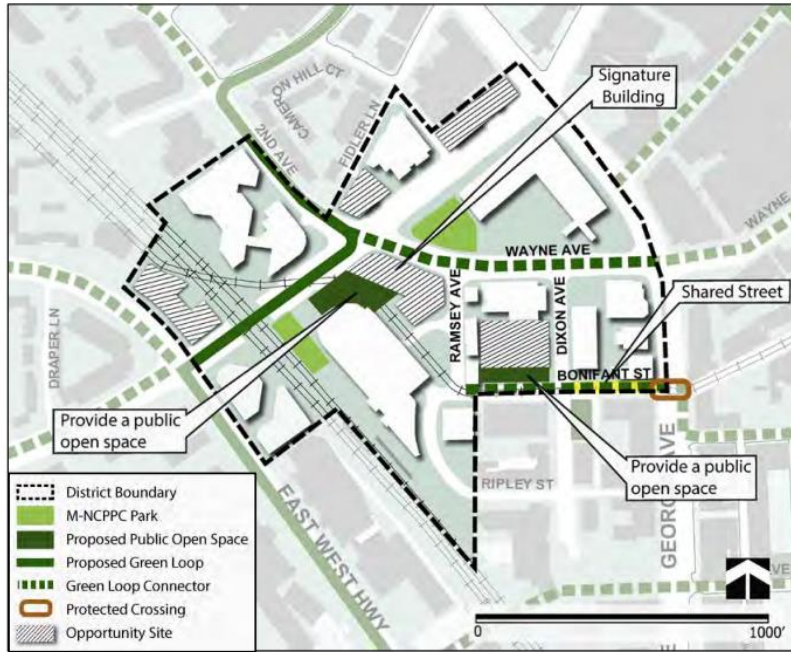 Signature
Building
CAMERON HILL CT
2ND AVE
FIDLER LN
WAYNE AVE
WAYNE
Shared Street
RAMSEY AVE
DIXON AVE
BONIFANT ST
DRAPER LN
Provide a public
open space
Provide a public
open space
RIPLEY ST
EAST WEST HWY
District Boundary
M-NCPPC Park
Proposed Public Open Space
Proposed Green Loop
Green Loop Connector
Protected Crossing
Opportunity Site
0
1000'